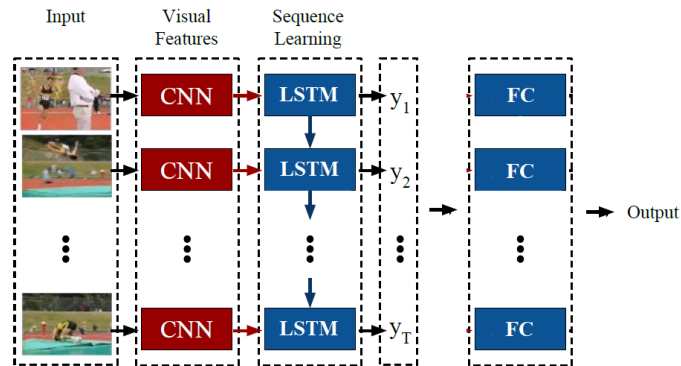 Input
Visual
Features
Sequence
Learning
CNN
LSTM
y1
FC
CNN
LSTM
y2
FC
Output
CNN
LSTM
yT
FC